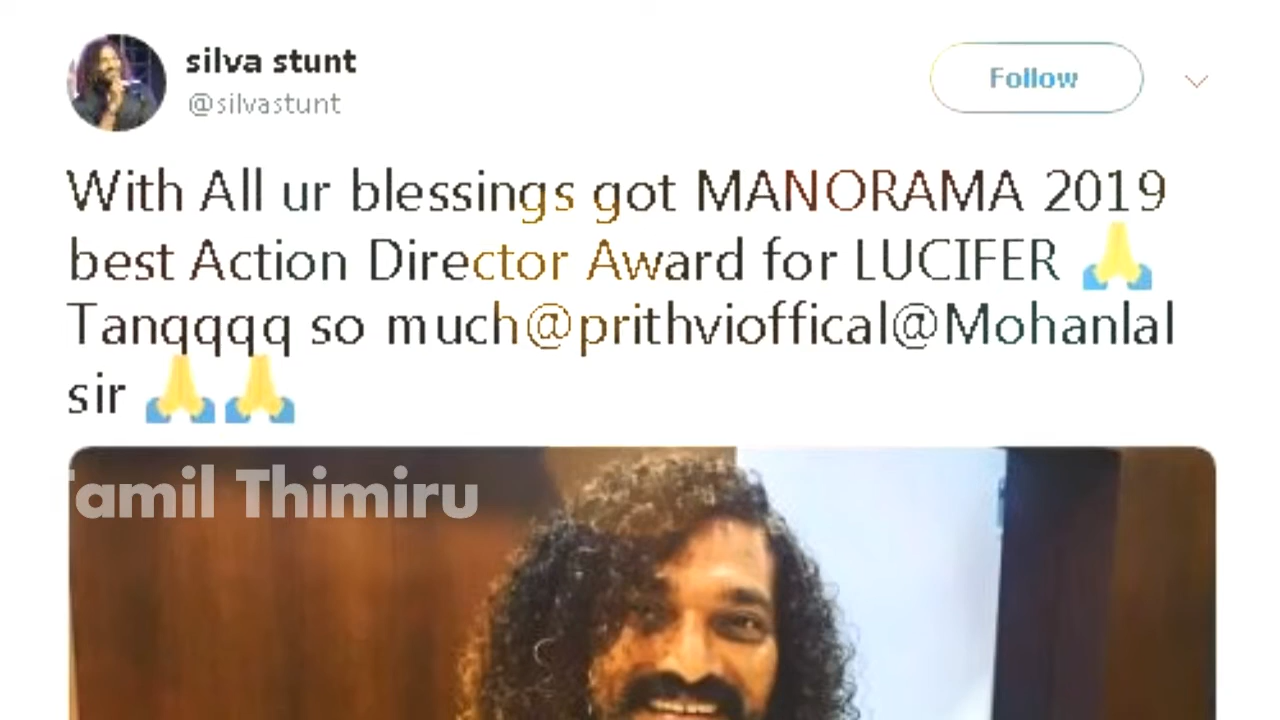 silva stunt
@silvastunt
Follow
With All ur blessings got MANORAMA 2019
best Action Director Award for LUCIFER 🙏
Tanqqqq so much@prithvioffical@Mohanlal
sir 🙏🙏
Tamil Thimiru